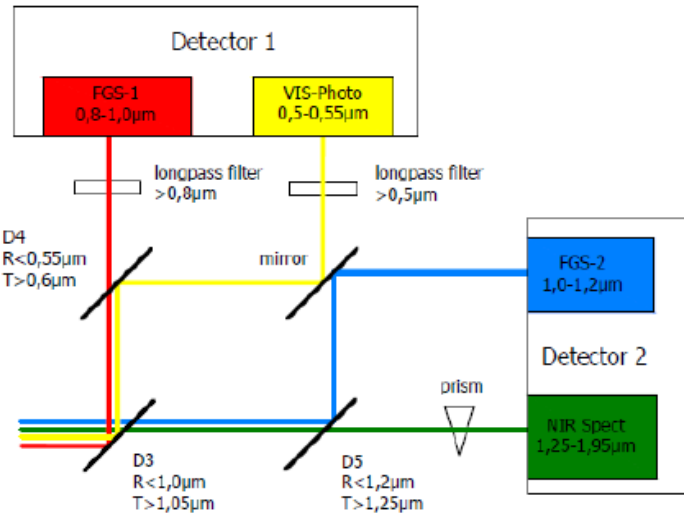 Detector 1
FGS-1
0,8-1,0µm
VIS-Photo
0,5-0,55µm
longpass filter
>0,8µm
longpass filter
>0,5µm
D4
R<0,55µm
T>0,6µm
mirror
FGS-2
1,0-1,2µm
Detector 2
prism
NIR Spect
1,25-1,95µm
D3
R<1,0µm
T>1,05µm
D5
R<1,2µm
T>1,25µm